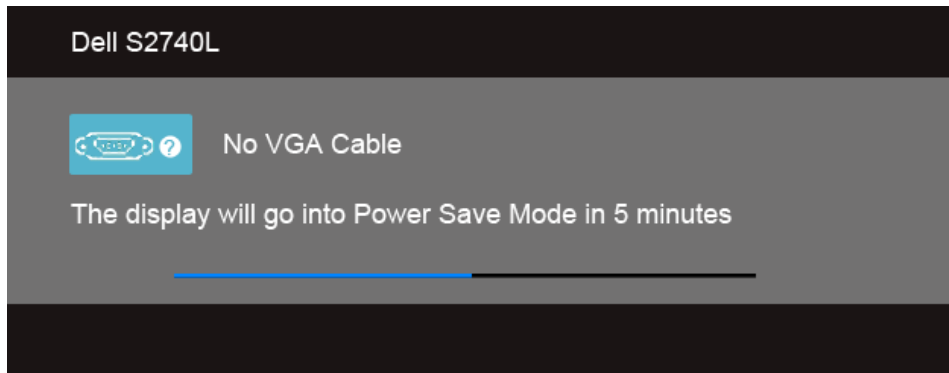 Dell S2740L
No VGA Cable
The display will go into Power Save Mode in 5 minutes